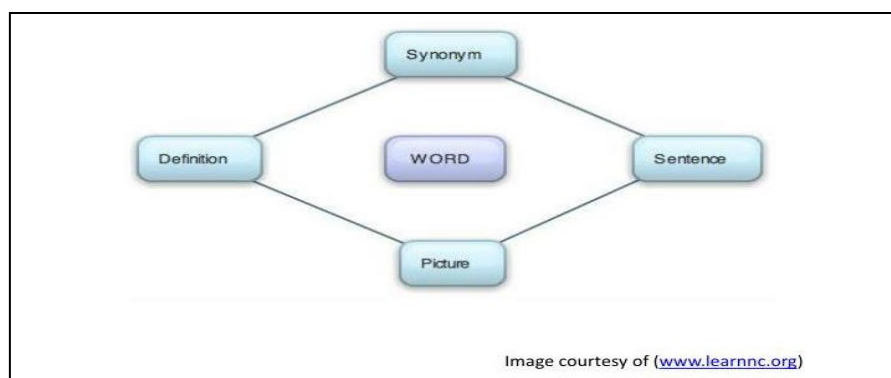 Synonym
Definition
WORD
Sentence
Picture
Image courtesy of (www.learnnc.org)